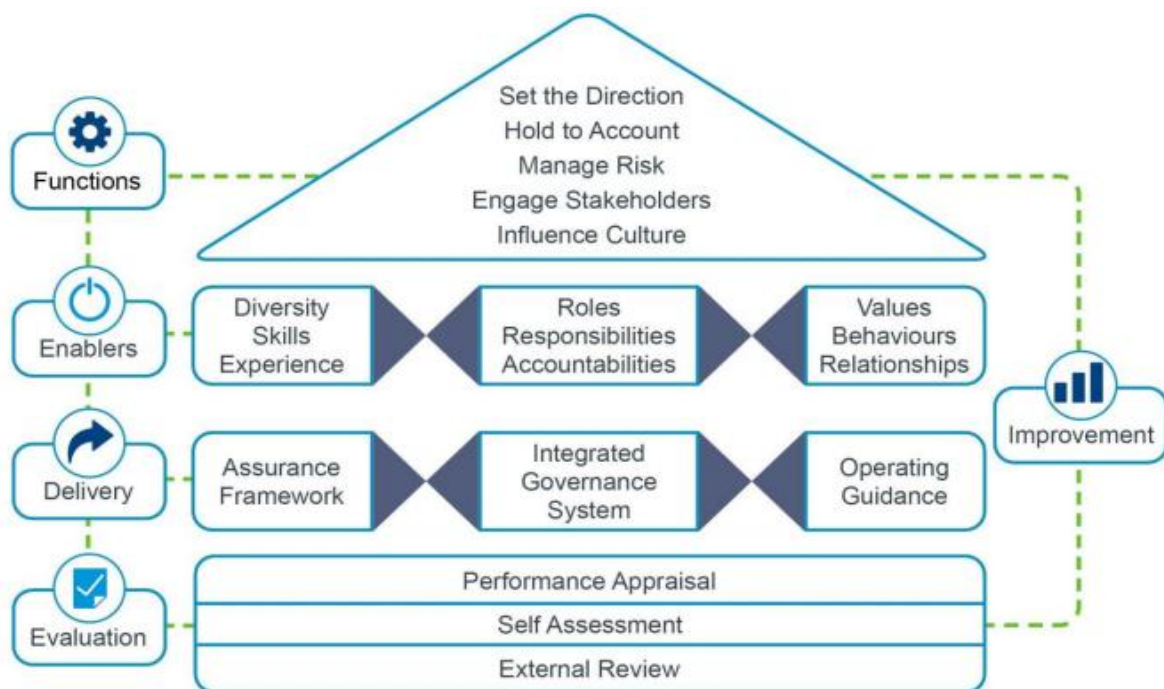 Set the Direction
Hold to Account
Manage Risk
Engage Stakeholders
Influence Culture
Functions
Enablers
Diversity
Skills
Experience
Roles
Responsibilities
Accountabilities
Values
Behaviours
Relationships
Delivery
Assurance
Framework
Integrated
Governance
System
Operating
Guidance
Evaluation
Performance Appraisal
Self Assessment
External Review
Improvement